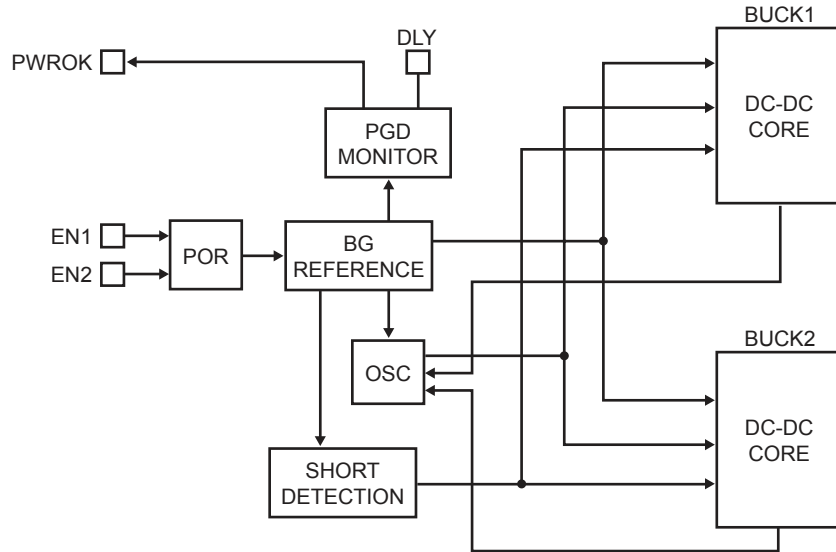 BUCK1
DLY
PWROK
DC-DC
CORE
PGD
MONITOR
EN1
EN2
POR
BG
REFERENCE
BUCK2
OSC
DC-DC
CORE
SHORT
DETECTION